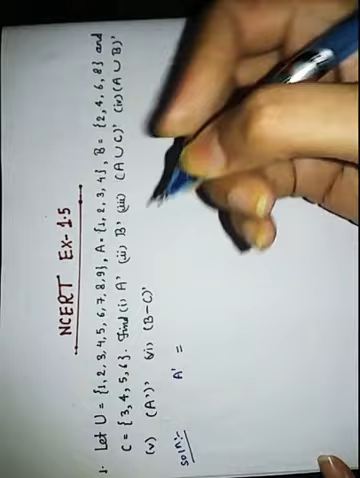 NCERT EX-1.5
1. Let U = {1,2,3,4,5,6,7,8,9}, A = {1,2,3,4}, B = {2,4,6,8} and
C = {3,4,5,6}. Find (i) A' (ii) B' (iii) (A∪C)' (iv) (A∪B)'
(v) (A')' (vi) (B-C)'
Soln:-
A' =